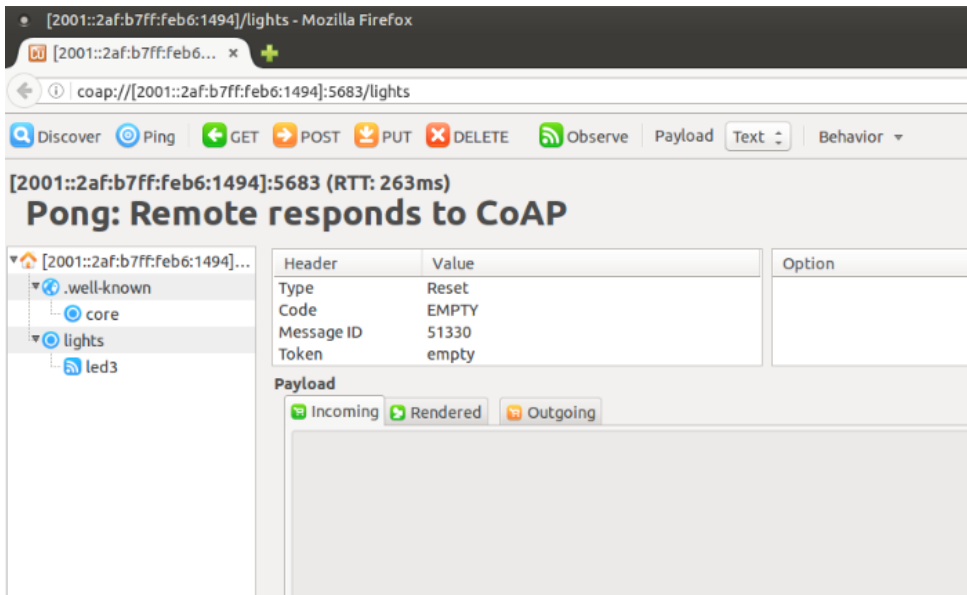 [2001::2af:b7ff:feb6:1494]/lights - Mozilla Firefox
[2001::2af:b7ff:feb6... ×
coap://[2001::2af:b7ff:feb6:1494]:5683/lights
Discover Ping GET POST PUT DELETE Observe Payload Text Behavior
[2001::2af:b7ff:feb6:1494]:5683 (RTT: 263ms)
Pong: Remote responds to CoAP
[2001::2af:b7ff:feb6:1494]...
.well-known
core
lights
led3
Header Value Option
Type Reset
Code EMPTY
Message ID 51330
Token empty
Payload
Incoming Rendered Outgoing